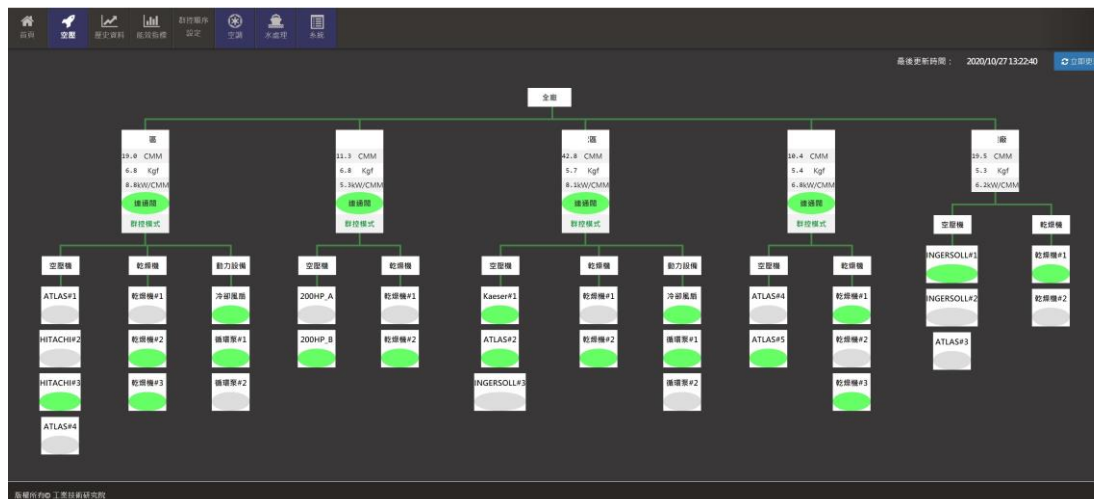 首頁
空壓
歷史資料
能效指標
群控順序
設定
空調
水處理
系統
最後更新時間： 2020/10/27 13:22:40
立即更
全廠
區
19.0 CMM
6.8 Kgf
8.8kW/CMM
連通閥
群控模式
11.3 CMM
6.8 Kgf
5.3kW/CMM
連通閥
群控模式
區
42.8 CMM
5.7 Kgf
8.1kW/CMM
連通閥
群控模式
10.4 CMM
5.4 Kgf
6.8kW/CMM
連通閥
群控模式
廠
19.5 CMM
5.3 Kgf
6.2kW/CMM
空壓機
ATLAS#1
HITACHI#2
HITACHI#3
ATLAS#4
乾燥機
乾燥機#1
乾燥機#2
乾燥機#3
動力設備
冷卻風扇
循環泵#1
循環泵#2
空壓機
200HP_A
200HP_B
乾燥機
乾燥機#1
乾燥機#2
空壓機
Kaeser#1
ATLAS#2
INGERSOLL#3
乾燥機
乾燥機#1
乾燥機#2
動力設備
冷卻風扇
循環泵#1
循環泵#2
空壓機
ATLAS#4
ATLAS#5
乾燥機
乾燥機#1
乾燥機#2
乾燥機#3
空壓機
INGERSOLL#1
INGERSOLL#2
ATLAS#3
乾燥機
乾燥機#1
乾燥機#2
版權所有© 工業技術研究院